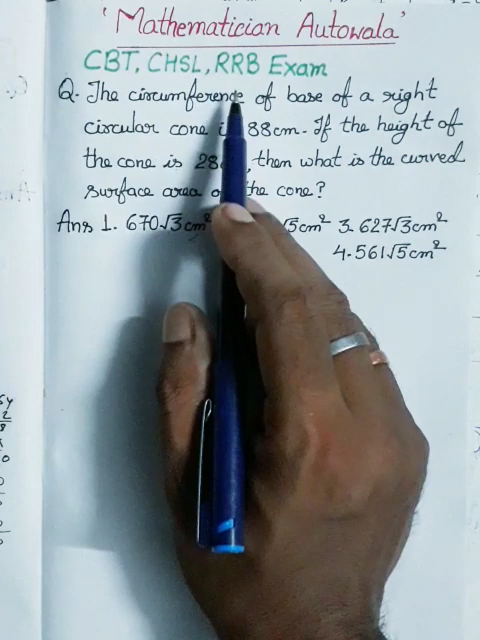 'Mathematician Autowala'
CBT, CHSL, RRB Exam
Q. The circumference of base of a right
circular cone 88cm. If the height of
the cone is 28 , then what is the curved
surface area the cone?
Ans 1. 670√3cm² √5cm² 3. 627√3cm²
4. 561√5cm²